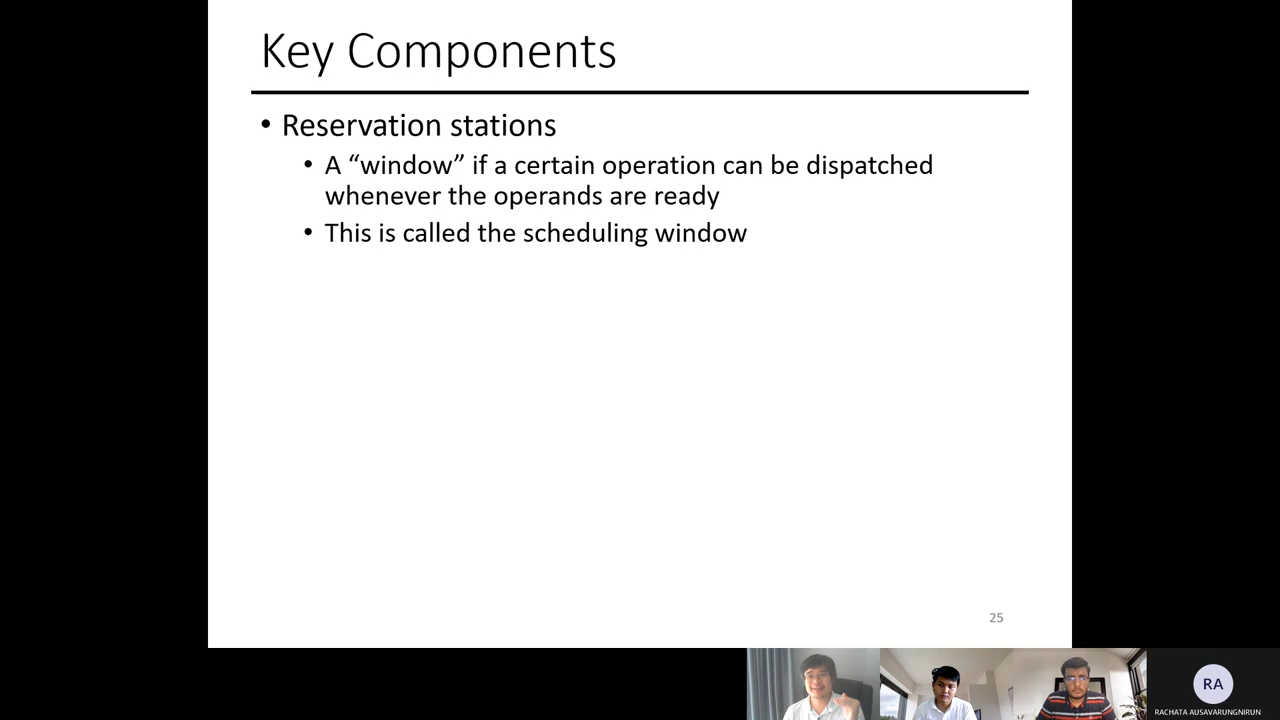 Key Components
• Reservation stations
• A “window” if a certain operation can be dispatched
whenever the operands are ready
• This is called the scheduling window
25
RA
RACHATA AUSAVARUNGNIRUN